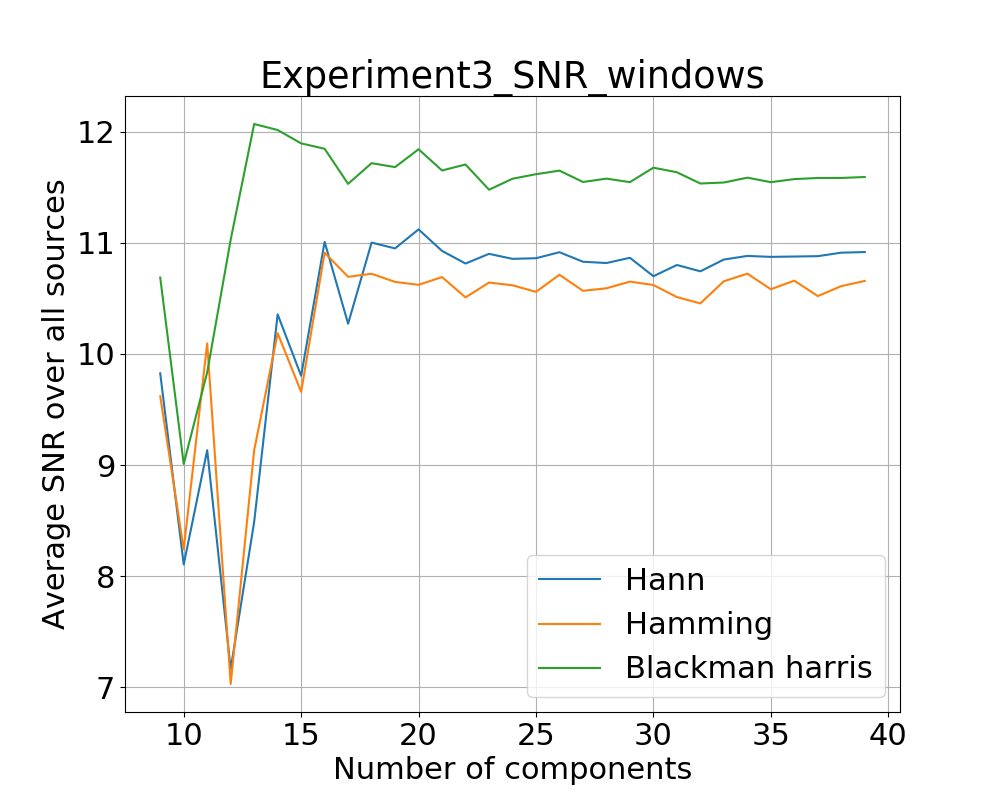 Experiment3_SNR_windows
Average SNR over all sources
12
11
10
9
8
7
Hann
Hamming
Blackman harris
10 15 20 25 30 35 40
Number of components